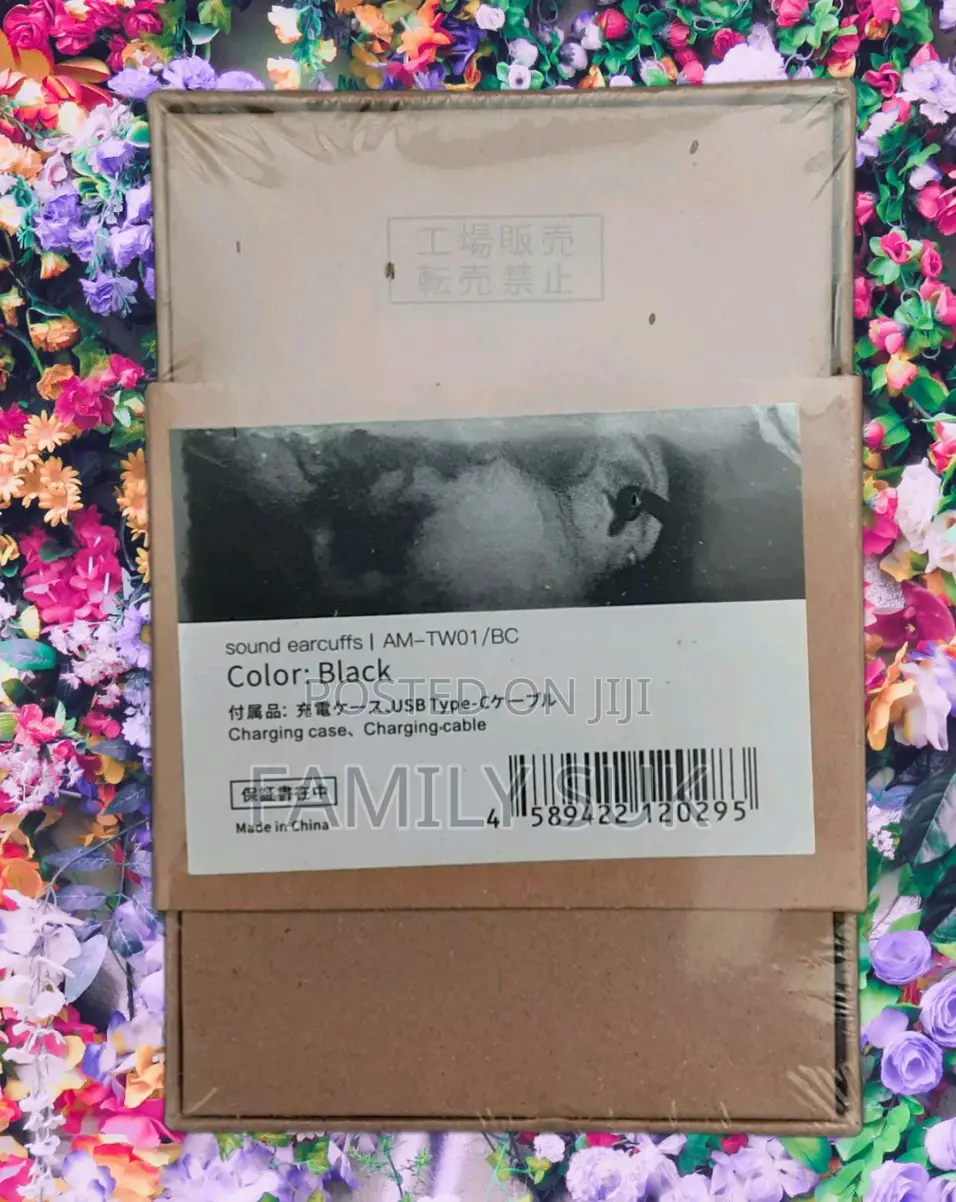 工場販売
転売禁止
sound earcuffs | AM-TW01/BC
Color: Black
付属品: 充電ケース、USB Type-Cケーブル
Charging case、Charging cable
保証書在中
Made in China
4 589422 120295
POSTED ON JIJI
FAMILY SUK